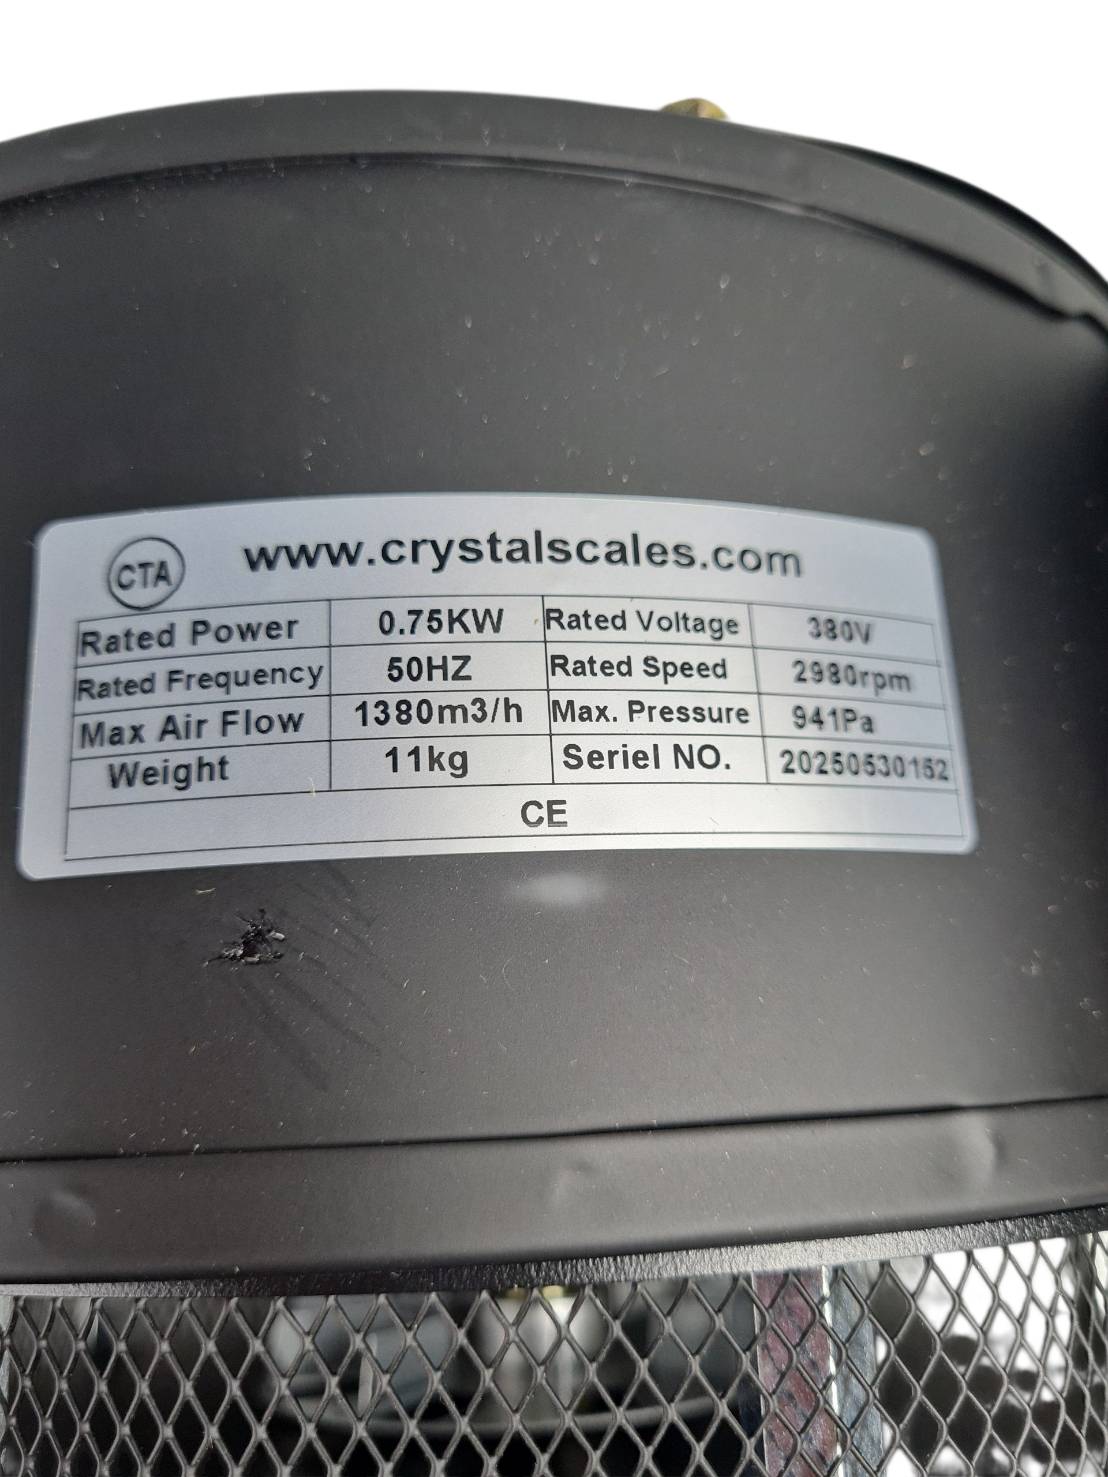 CTA www.crystalscales.com
Rated Power 0.75KW Rated Voltage 380V
Rated Frequency 50HZ Rated Speed 2980rpm
Max Air Flow 1380m3/h Max. Pressure 941Pa
Weight 11kg Seriel NO. 20250530152
CE